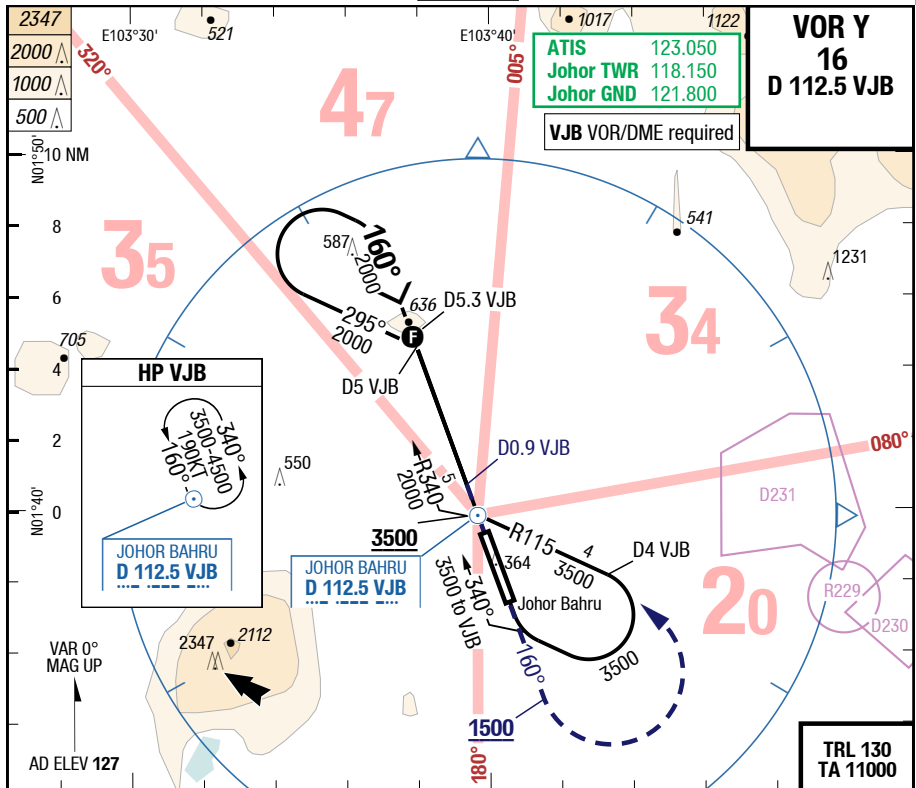 2347
2000
1000
500
E103°30'
521
E103°40'
1017
1122
320°
005°
ATIS 123.050
Johor TWR 118.150
Johor GND 121.800
VJB VOR/DME required
VOR Y
16
D 112.5 VJB
47
N01°50'
10 NM
8
6
4
2
0
N01°40'
35
34
20
541
1231
587
160°
2000
295°
2000
636
D5.3 VJB
F
D5 VJB
705
HP VJB
3500-4500
190KT
340°
160°
JOHOR BAHRU
D 112.5 VJB
550
D0.9 VJB
080°
D231
R340
5
2000
3500
JOHOR BAHRU
D 112.5 VJB
R115
4
3500
D4 VJB
364
Johor Bahru
340°
3500 to VJB
3500
160°
1500
180°
R229
D230
2347
2112
VAR 0°
MAG UP
AD ELEV 127
TRL 130
TA 11000